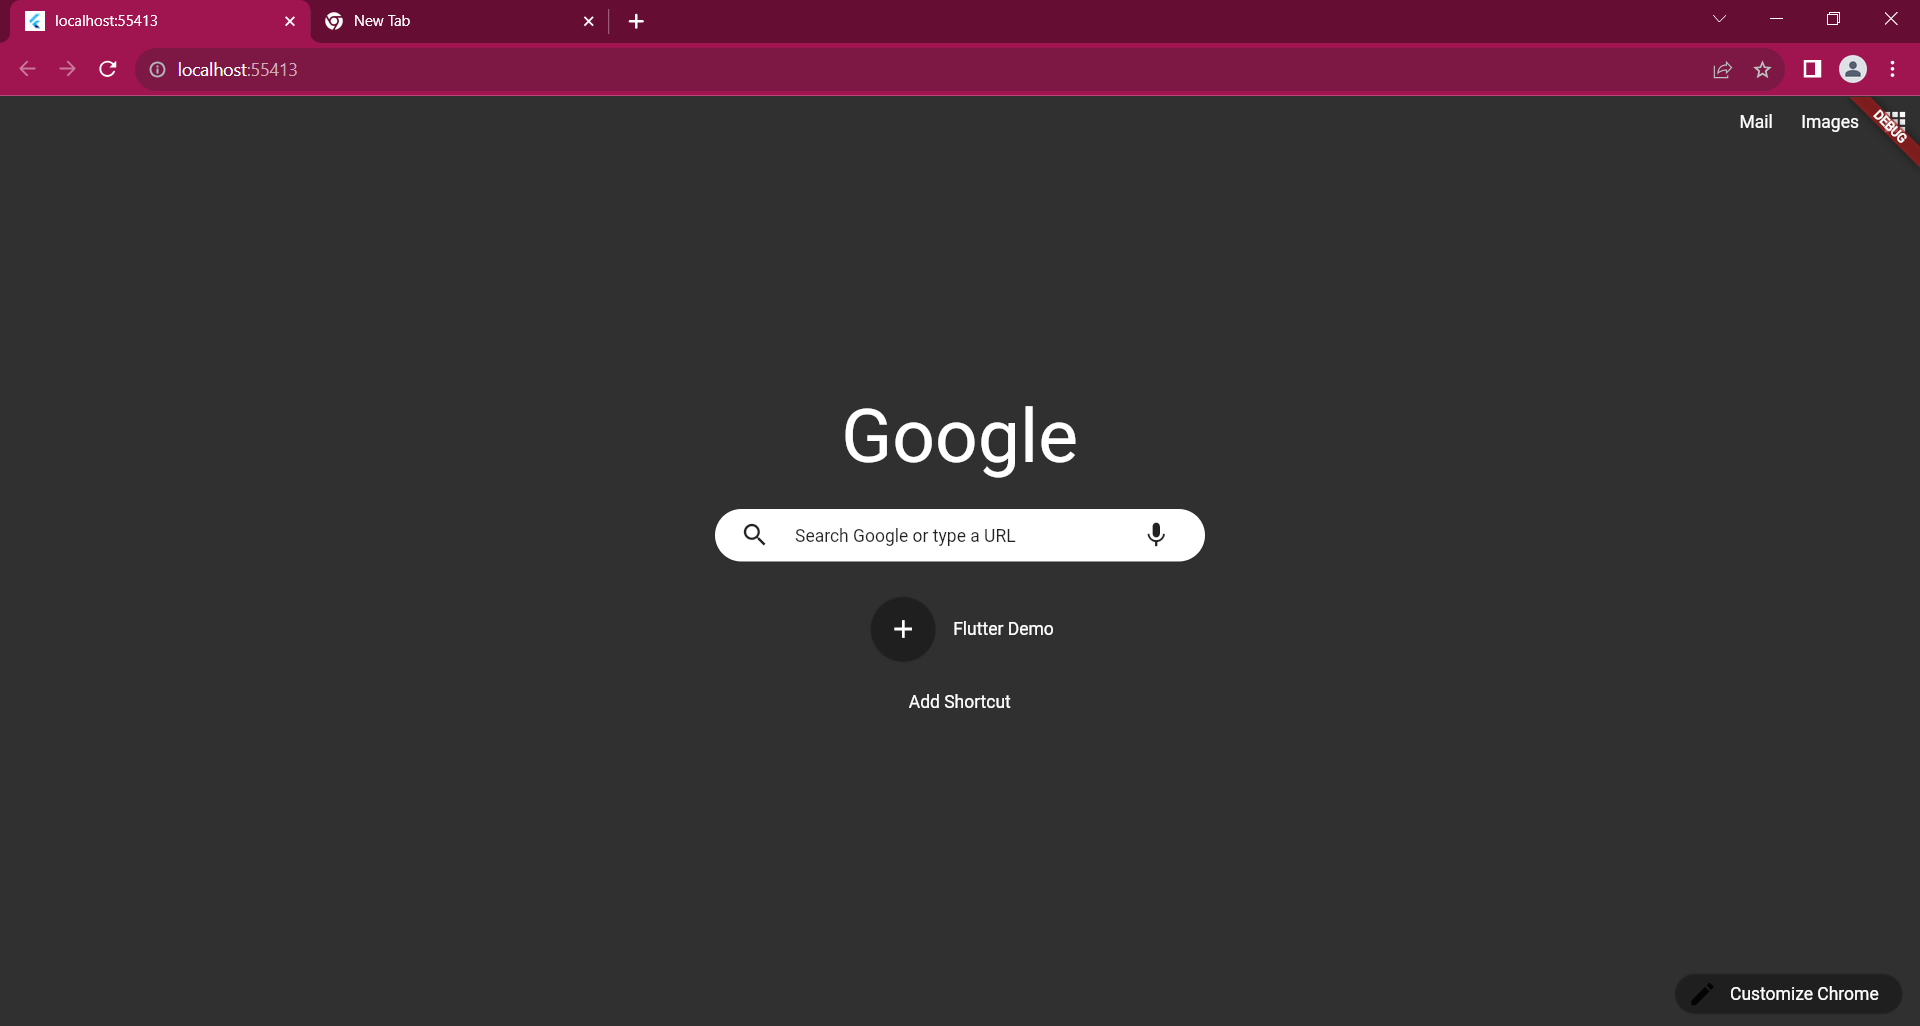 localhost:55413
New Tab
localhost:55413
Mail Images
DEBUG
Google
Search Google or type a URL
Flutter Demo
Add Shortcut
Customize Chrome